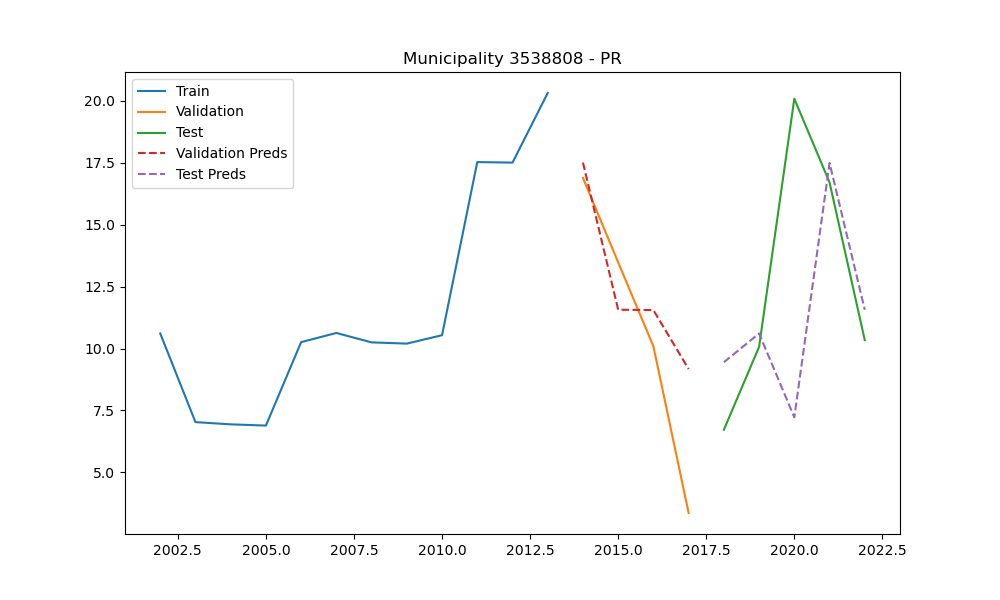 Municipality 3538808 - PR
Train
Validation
Test
Validation Preds
Test Preds
20.0
17.5
15.0
12.5
10.0
7.5
5.0
2002.5 2005.0 2007.5 2010.0 2012.5 2015.0 2017.5 2020.0 2022.5